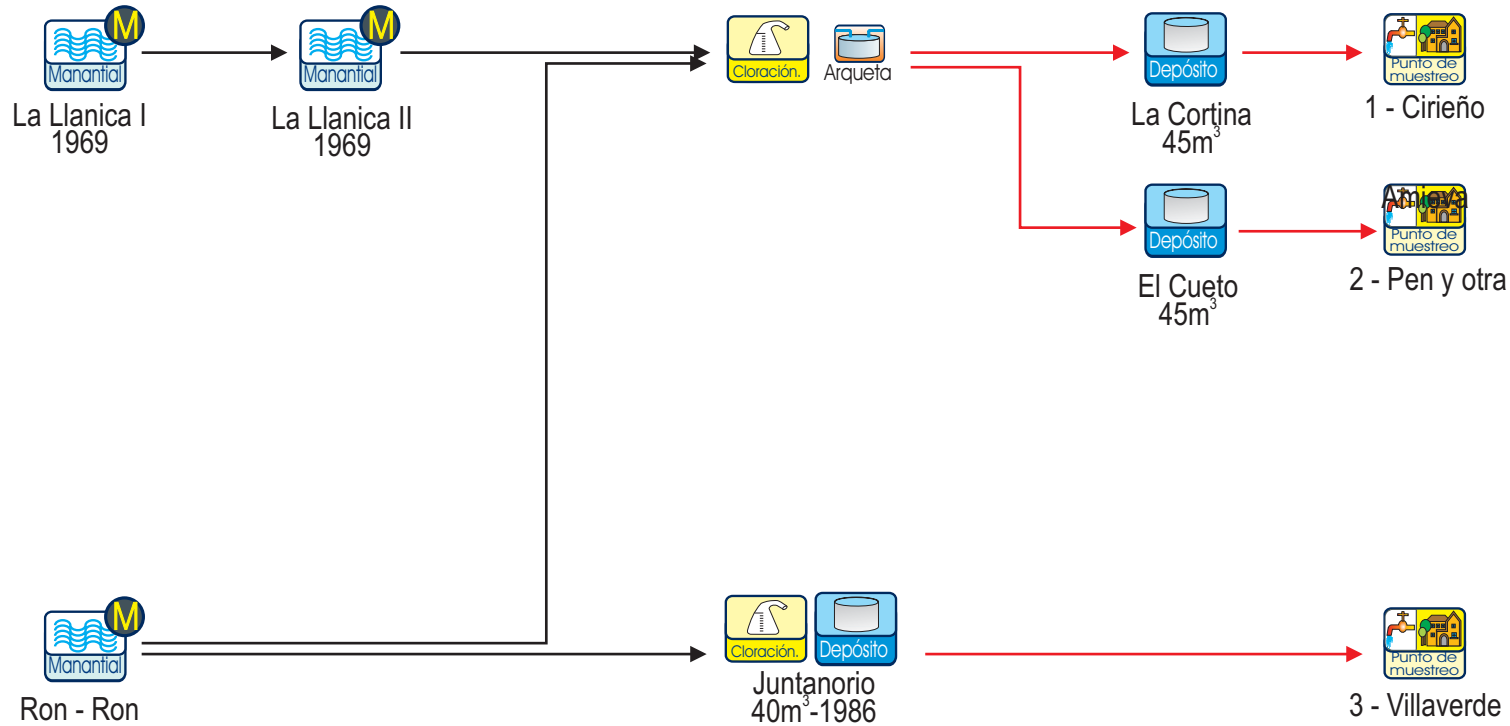 M
Manantial
La Llanica I
1969
M
Manantial
La Llanica II
1969
Cloración.
Arqueta
Depósito
La Cortina
45m³
Punto de
muestreo
1 - Cirieño
Depósito
El Cueto
45m³
Amieva
Punto de
muestreo
2 - Pen y otra
M
Manantial
Ron - Ron
Cloración.
Depósito
Juntanorio
40m³-1986
Punto de
muestreo
3 - Villaverde